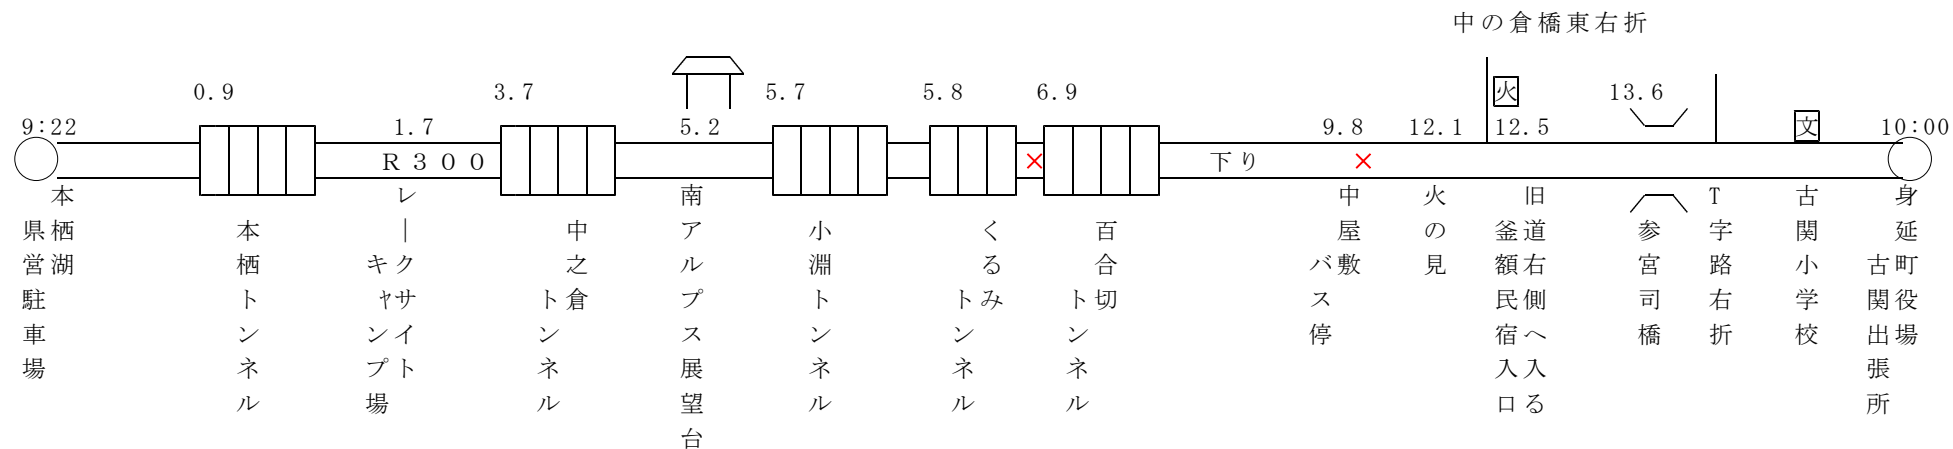 中の倉橋東右折
0.9
3.7
5.7
5.8
6.9
火
13.6
9:22
1.7
5.2
9.8
12.1
12.5
文
10:00
R300
×
下り
×
本栖湖
県営駐車場
本栖トンネル
レークサイト
キャンプ場
中之倉
トンネル
南アルプス展望台
小淵トンネル
くるみ
トンネル
百合切
トンネル
中屋敷
バス停
火の見
旧道右側へ入る
釜額民宿入口
参宮司橋
T字路右折
古関小学校
身延町役場
古関出張所